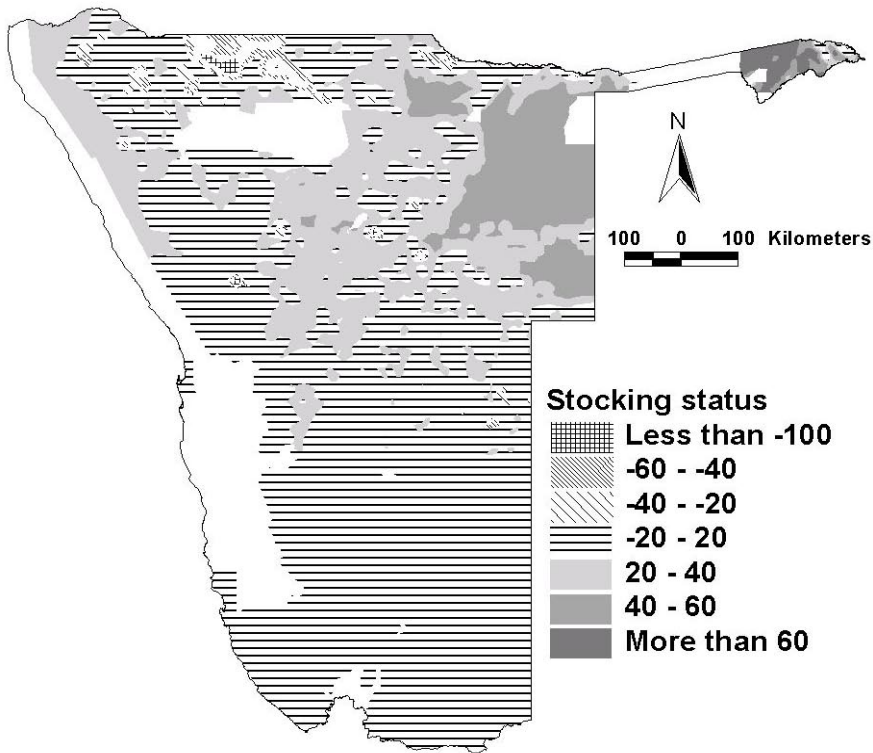 N
100 0 100 Kilometers
Stocking status
Less than -100
-60 - -40
-40 - -20
-20 - 20
20 - 40
40 - 60
More than 60